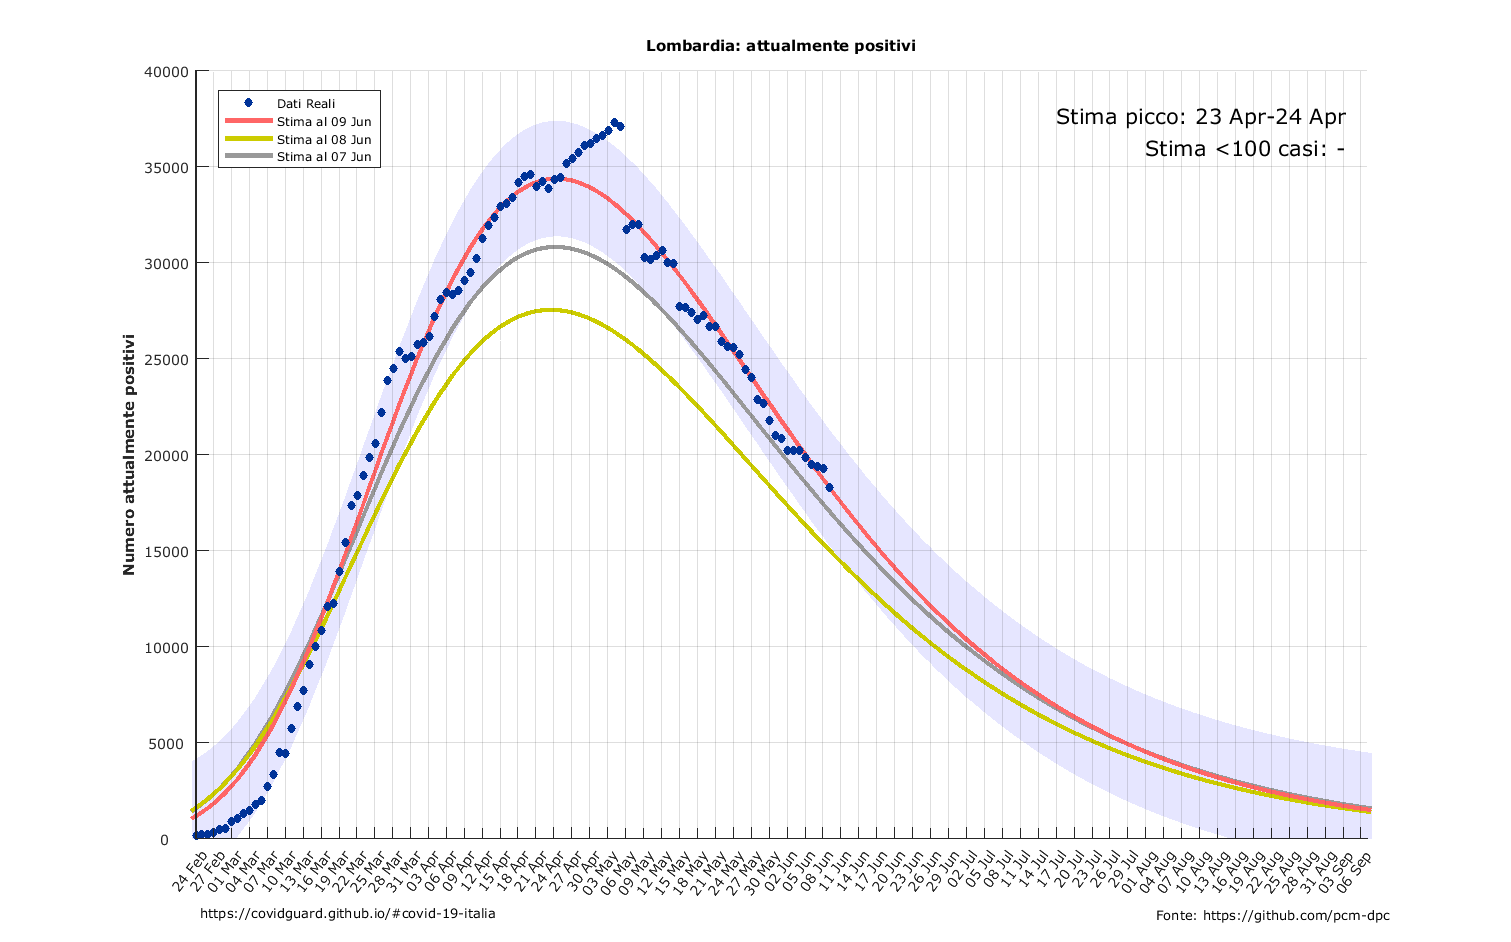 Lombardia: attualmente positivi
40000
35000
30000
25000
20000
15000
10000
5000
0
Numero attualmente positivi
Dati Reali
Stima al 09 Jun
Stima al 08 Jun
Stima al 07 Jun
Stima picco: 23 Apr-24 Apr
Stima <100 casi: -
24 Feb
27 Feb
01 Mar
04 Mar
07 Mar
10 Mar
13 Mar
16 Mar
19 Mar
22 Mar
25 Mar
28 Mar
31 Mar
03 Apr
06 Apr
09 Apr
12 Apr
15 Apr
18 Apr
21 Apr
24 Apr
27 Apr
30 Apr
03 May
06 May
09 May
12 May
15 May
18 May
21 May
24 May
27 May
30 May
02 Jun
05 Jun
08 Jun
11 Jun
14 Jun
17 Jun
20 Jun
23 Jun
26 Jun
29 Jun
02 Jul
05 Jul
08 Jul
11 Jul
14 Jul
17 Jul
20 Jul
23 Jul
26 Jul
29 Jul
01 Aug
04 Aug
07 Aug
10 Aug
13 Aug
16 Aug
19 Aug
22 Aug
25 Aug
28 Aug
31 Aug
03 Sep
06 Sep
https://covidguard.github.io/#covid-19-italia
Fonte: https://github.com/pcm-dpc